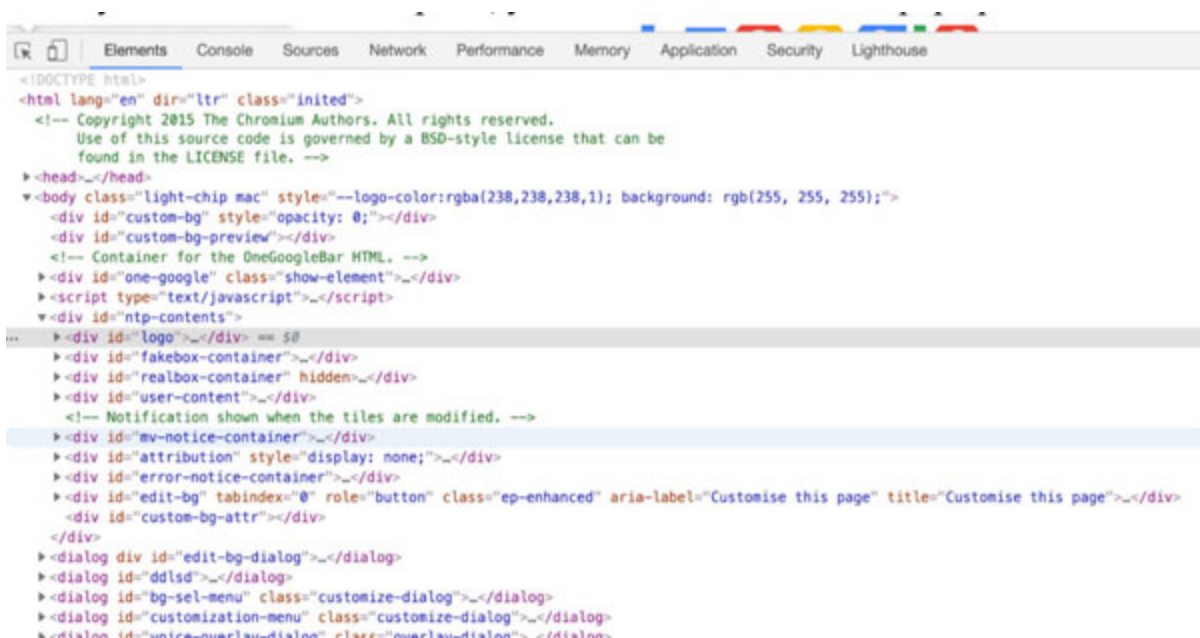 Elements Console Sources Network Performance Memory Application Security Lighthouse
<!DOCTYPE html>
<html lang="en" dir="ltr" class="inited">
<!-- Copyright 2015 The Chromium Authors. All rights reserved.
Use of this source code is governed by a BSD-style license that can be
found in the LICENSE file. -->
<head>…</head>
<body class="light-chip mac" style="--logo-color:rgba(238,238,238,1); background: rgb(255, 255, 255);">
<div id="custom-bg" style="opacity: 0;"></div>
<div id="custom-bg-preview"></div>
<!-- Container for the OneGoogleBar HTML. -->
<div id="one-google" class="show-element">…</div>
<script type="text/javascript">…</script>
<div id="ntp-contents">
… <div id="logo">…</div> == $0
<div id="fakebox-container">…</div>
<div id="realbox-container" hidden>…</div>
<div id="user-content">…</div>
<!-- Notification shown when the tiles are modified. -->
<div id="mv-notice-container">…</div>
<div id="attribution" style="display: none;">…</div>
<div id="error-notice-container">…</div>
<div id="edit-bg" tabindex="0" role="button" class="ep-enhanced" aria-label="Customise this page" title="Customise this page">…</div>
<div id="custom-bg-attr"></div>
</div>
<dialog div id="edit-bg-dialog">…</dialog>
<dialog id="ddlsd">…</dialog>
<dialog id="bg-sel-menu" class="customize-dialog">…</dialog>
<dialog id="customization-menu" class="customize-dialog">…</dialog>
<dialog id="voice-overlay-dialog" class="overlay-dialog">…</dialog>